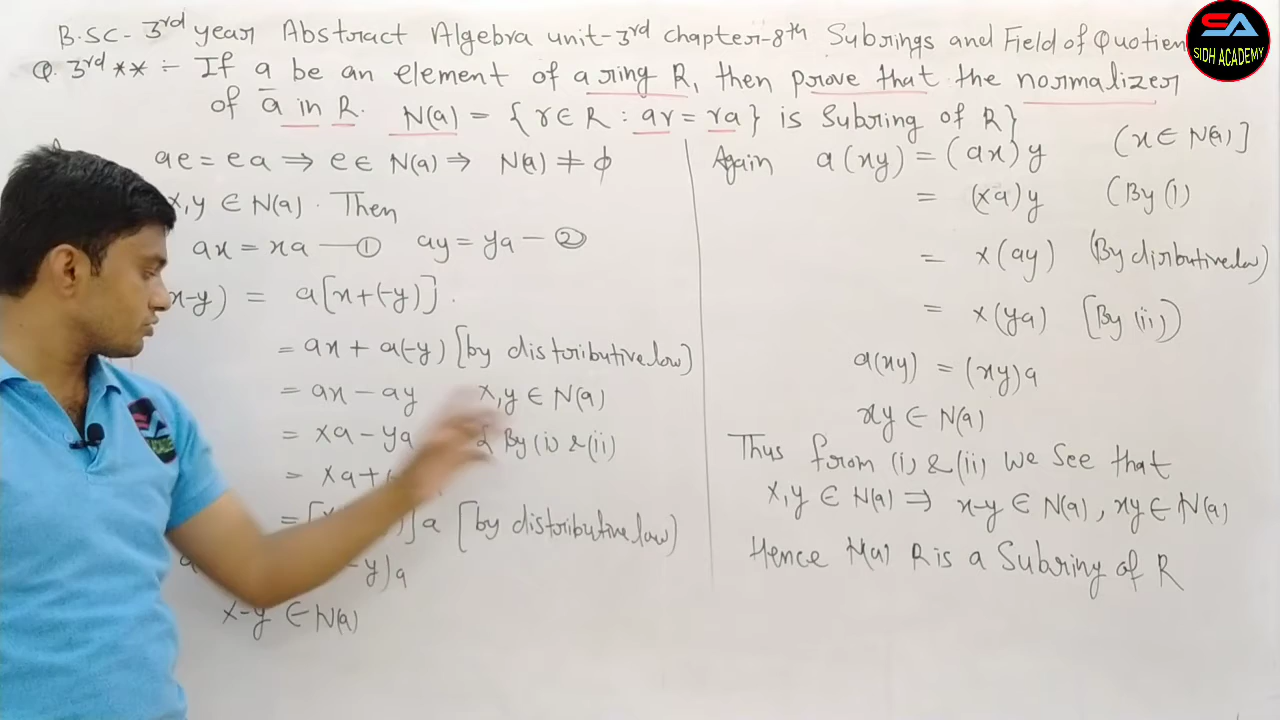 B.SC- 3rd year Abstract Algebra unit-3rd chapter-8th Subrings and Field of Quotien
Q. 3rd ** :- If a be an element of a ring R, then prove that the normalizer
of a in R. N(a) = { r∈R : ar = ra } is Subring of R}
ae = ea ⇒ e ∈ N(a) ⇒ N(a) ≠ ϕ
x,y ∈ N(a). Then
ax = xa — ① ay = ya — ②
x-y) = a[x+(-y)].
= ax + a(-y) [by distributive low)
= ax - ay x,y ∈ N(a)
= xa - ya { By (i) & (ii)
= xa +
= ] a [by distributive law)
-y)a
x-y ∈ N(a)
Again a(xy) = (ax)y (x ∈ N(a)]
= (xa)y (By (i)
= x(ay) (By disributive law)
= x(ya) [By (ii))
a(xy) = (xy)a
xy ∈ N(a)
Thus from (i) & (ii) we See that
x,y ∈ N(a) ⇒ x-y ∈ N(a), xy ∈ N(a)
Hence N(a) R is a Subring of R
SA
SIDH ACADEMY